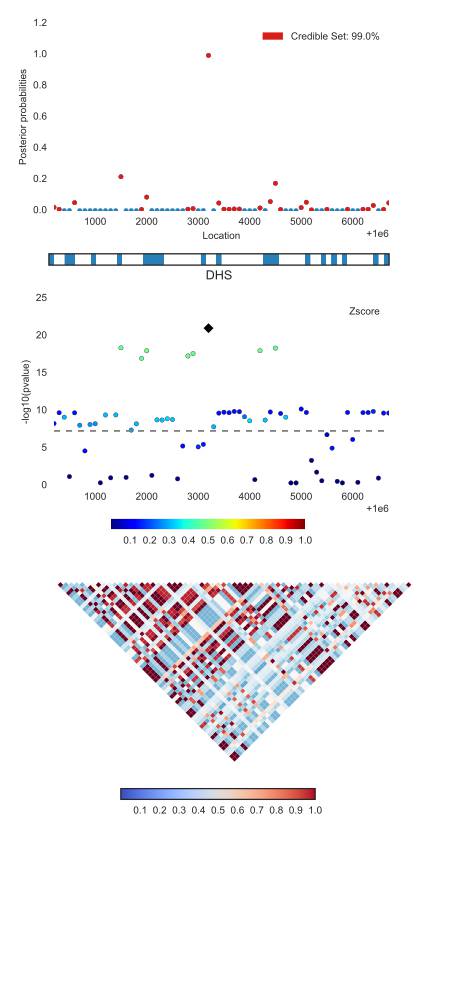 1.2
Credible Set: 99.0%
1.0
0.8
0.6
0.4
0.2
0.0
Posterior probabilities
1000 2000 3000 4000 5000 6000
Location
+1e6
DHS
25
Zscore
20
15
10
5
0
-log10(pvalue)
1000 2000 3000 4000 5000 6000
+1e6
0.1 0.2 0.3 0.4 0.5 0.6 0.7 0.8 0.9 1.0
0.1 0.2 0.3 0.4 0.5 0.6 0.7 0.8 0.9 1.0